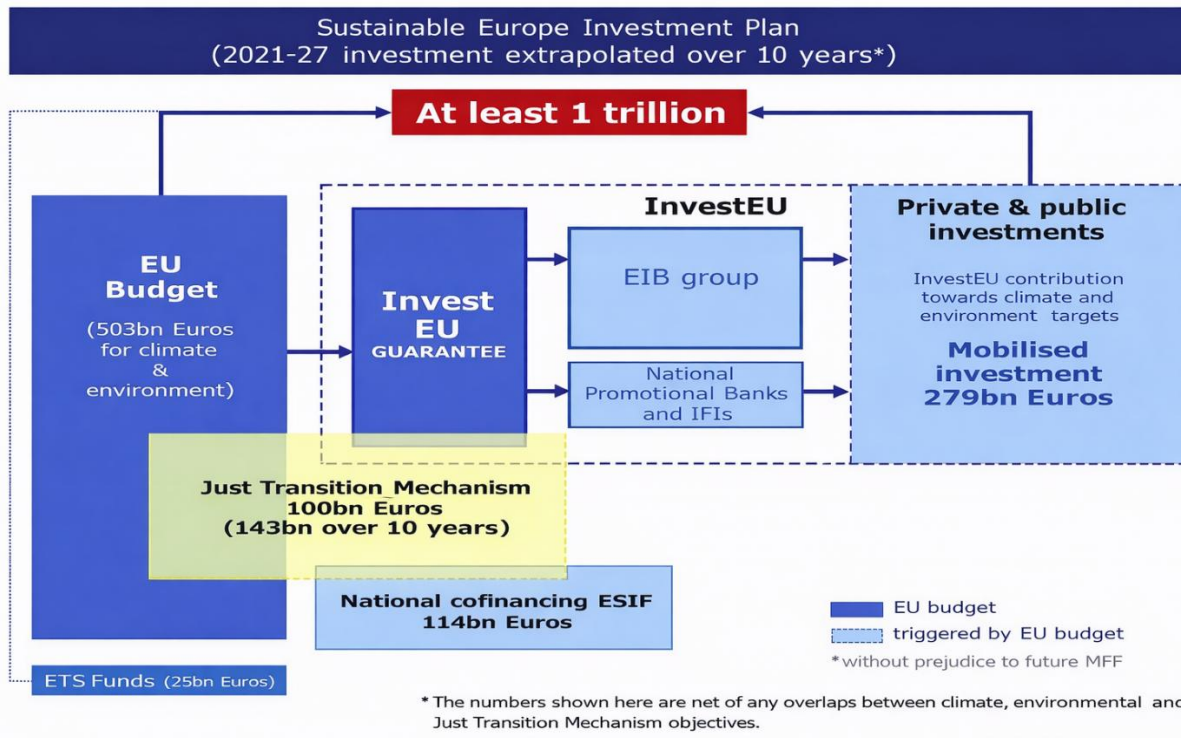 Sustainable Europe Investment Plan
(2021-27 investment extrapolated over 10 years*)
At least 1 trillion
EU
Budget
(503bn Euros
for climate
&
environment)
Invest
EU
GUARANTEE
InvestEU
EIB group
National
Promotional Banks
and IFIs
Private & public
investments
InvestEU contribution
towards climate and
environment targets
Mobilised
investment
279bn Euros
Just Transition_Mechanism
100bn Euros
(143bn over 10 years)
National cofinancing ESIF
114bn Euros
ETS Funds (25bn Euros)
EU budget
triggered by EU budget
*without prejudice to future MFF
* The numbers shown here are net of any overlaps between climate, environmental and
Just Transition Mechanism objectives.